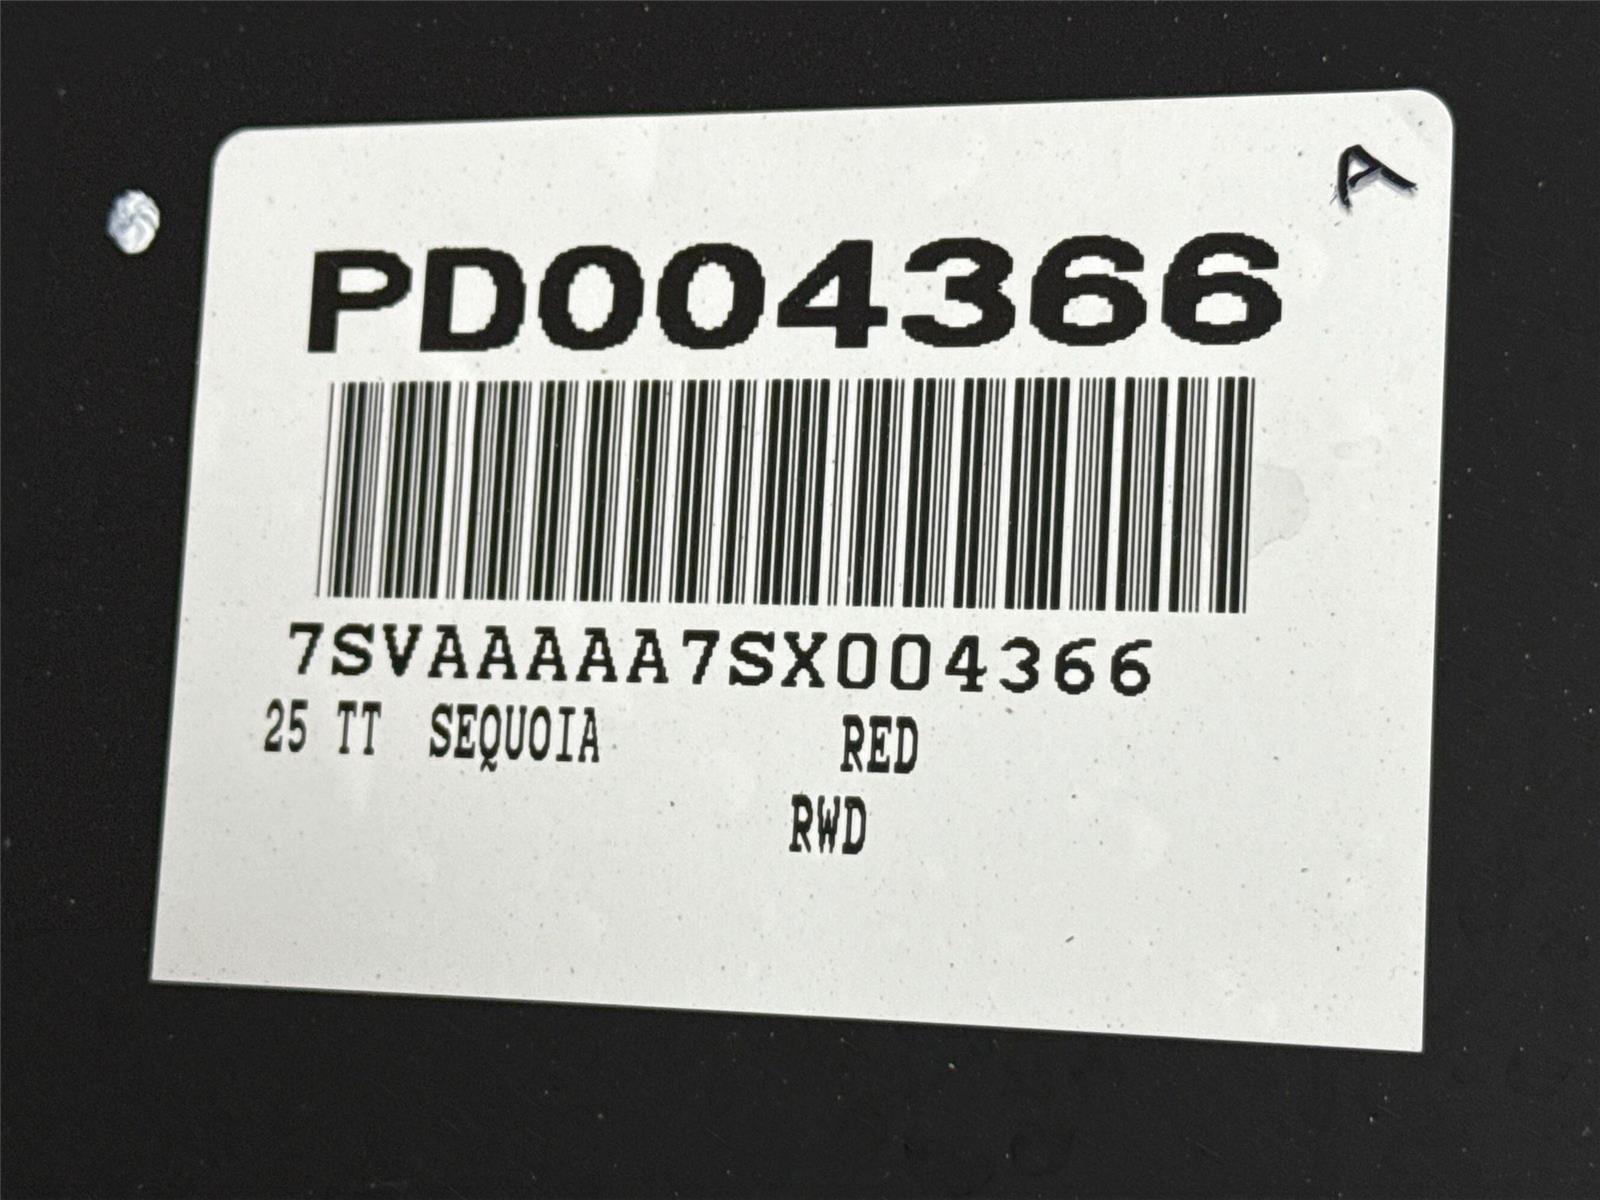 A
PD004366
7SVAAAAA7SX004366
25 TT SEQUOIA RED
RWD